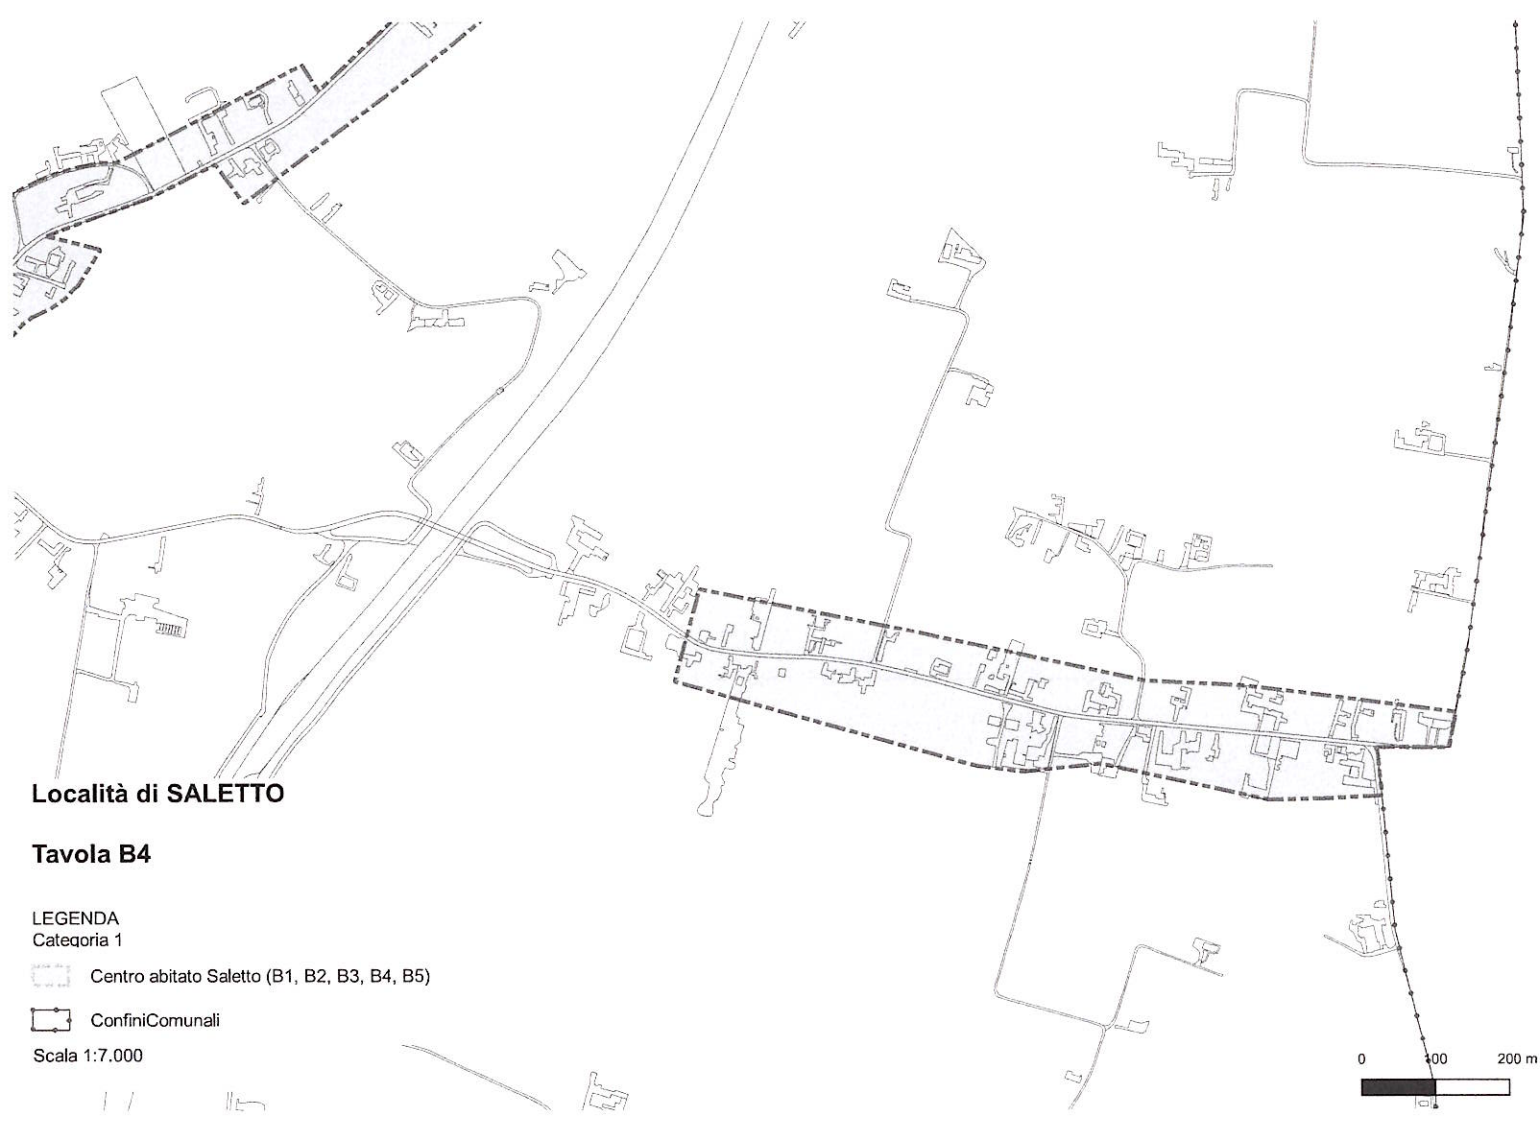 Località di SALETTO
Tavola B4
LEGENDA
Categoria 1
Centro abitato Saletto (B1, B2, B3, B4, B5)
ConfiniComunali
Scala 1:7.000
0 100 200 m